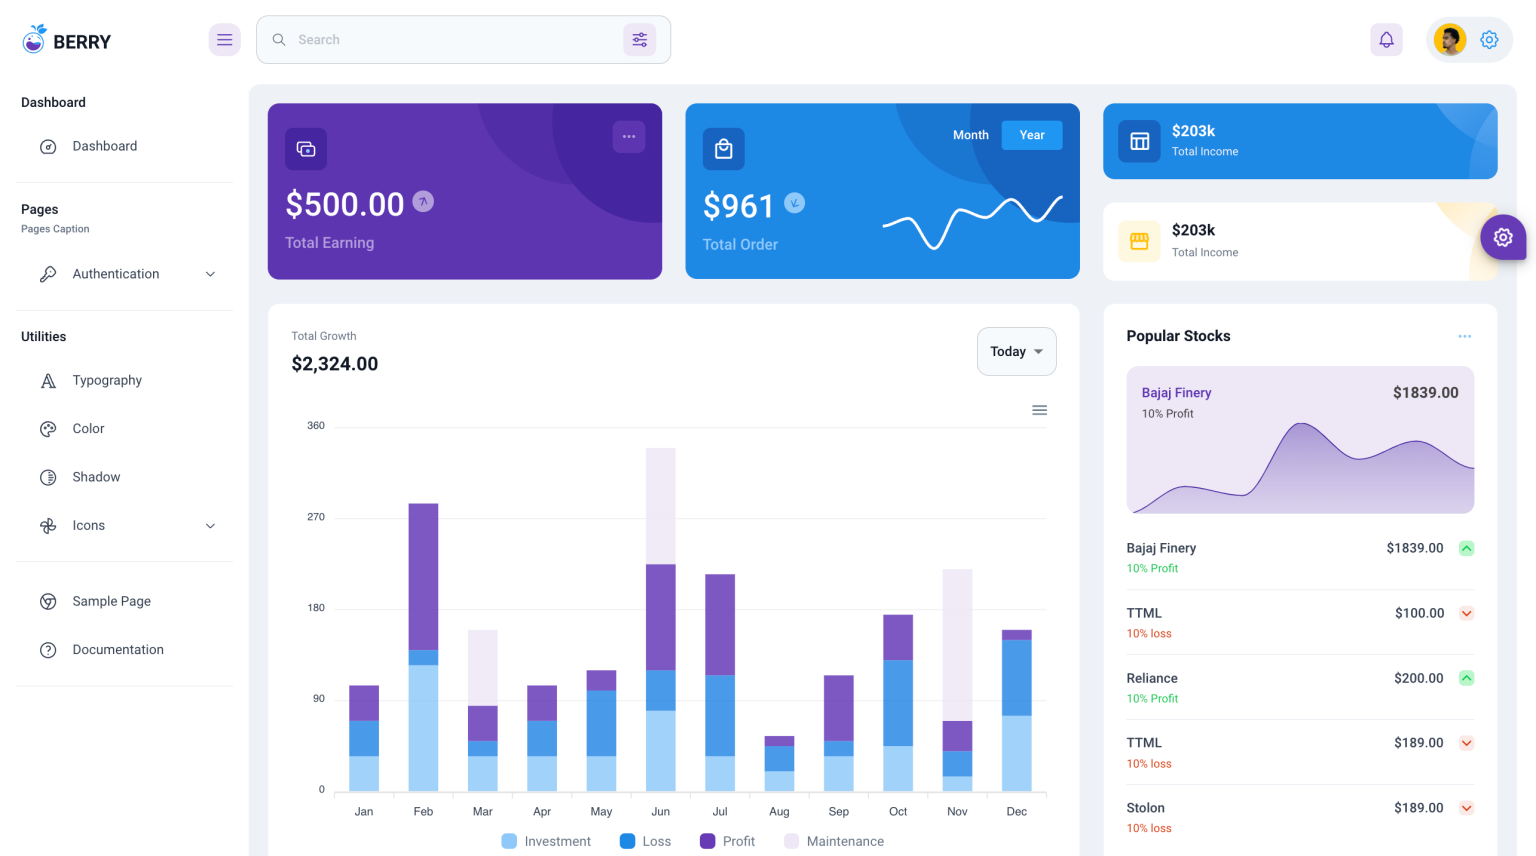 BERRY
Search
Dashboard
Dashboard
Pages
Pages Caption
Authentication
Utilities
Typography
Color
Shadow
Icons
Sample Page
Documentation
$500.00
Total Earning
Month
Year
$961
Total Order
$203k
Total Income
$203k
Total Income
Total Growth
$2,324.00
Today
360
270
180
90
0
Jan Feb Mar Apr May Jun Jul Aug Sep Oct Nov Dec
Investment Loss Profit Maintenance
Popular Stocks
Bajaj Finery $1839.00
10% Profit
Bajaj Finery $1839.00
10% Profit
TTML $100.00
10% loss
Reliance $200.00
10% Profit
TTML $189.00
10% loss
Stolon $189.00
10% loss